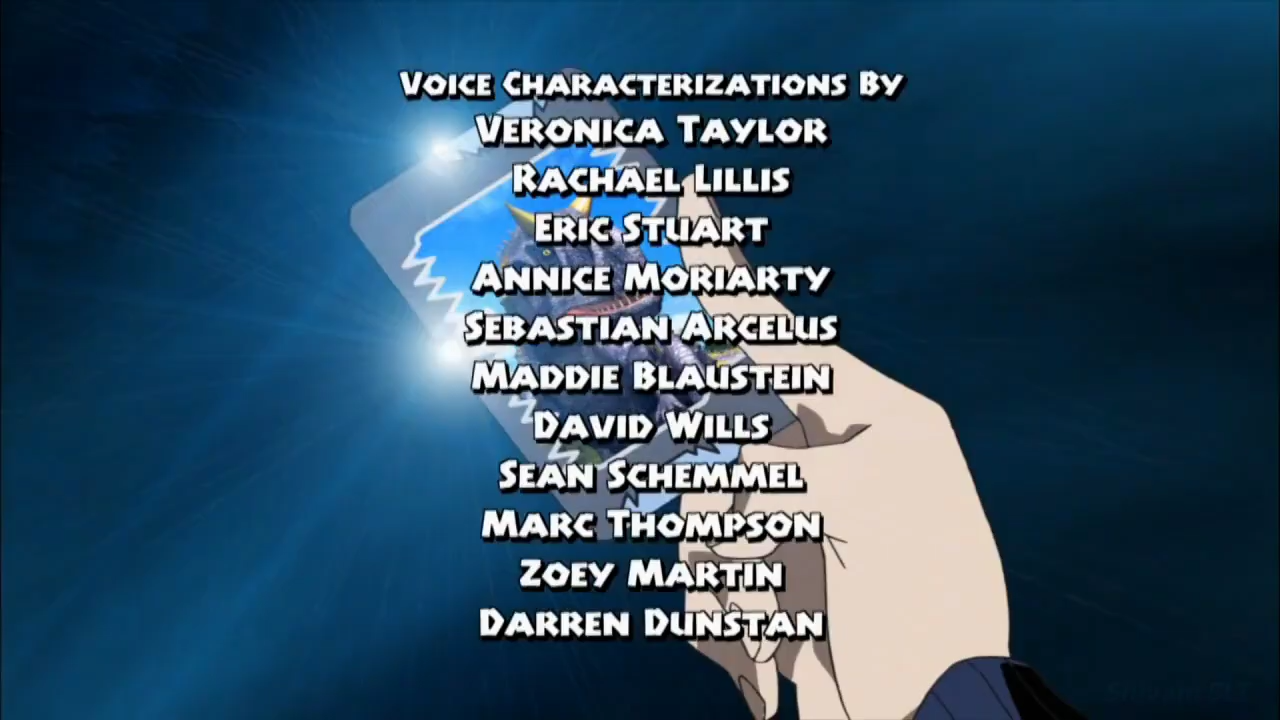 Voice Characterizations By
Veronica Taylor
Rachael Lillis
Eric Stuart
Annice Moriarty
Sebastian Arcelus
Maddie Blaustein
David Wills
Sean Schemmel
Marc Thompson
Zoey Martin
Darren Dunstan